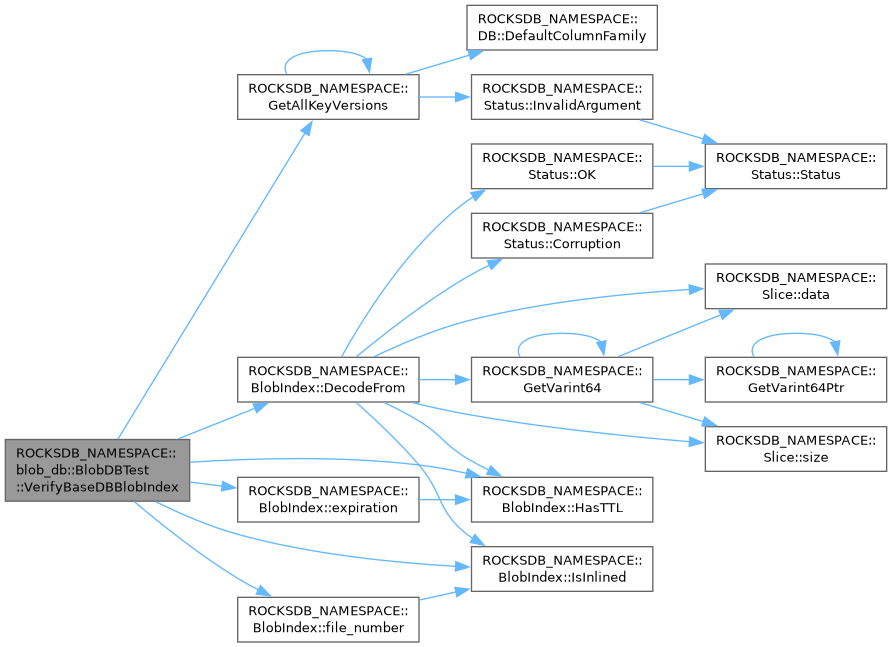 ROCKSDB_NAMESPACE::
DB::DefaultColumnFamily
ROCKSDB_NAMESPACE::
GetAllKeyVersions
ROCKSDB_NAMESPACE::
Status::InvalidArgument
ROCKSDB_NAMESPACE::
Status::OK
ROCKSDB_NAMESPACE::
Status::Status
ROCKSDB_NAMESPACE::
Status::Corruption
ROCKSDB_NAMESPACE::
Slice::data
ROCKSDB_NAMESPACE::
BlobIndex::DecodeFrom
ROCKSDB_NAMESPACE::
GetVarint64
ROCKSDB_NAMESPACE::
GetVarint64Ptr
ROCKSDB_NAMESPACE::
Slice::size
ROCKSDB_NAMESPACE::
blob_db::BlobDBTest
::VerifyBaseDBBlobIndex
ROCKSDB_NAMESPACE::
BlobIndex::expiration
ROCKSDB_NAMESPACE::
BlobIndex::HasTTL
ROCKSDB_NAMESPACE::
BlobIndex::IsInlined
ROCKSDB_NAMESPACE::
BlobIndex::file_number